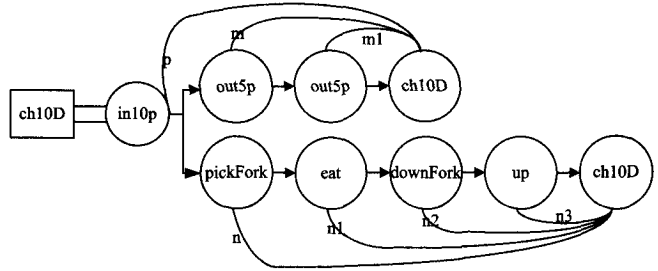 p
m
m1
ch10D
in10p
out5p
out5p
ch10D
pickFork
eat
downFork
up
ch10D
n
n1
n2
n3